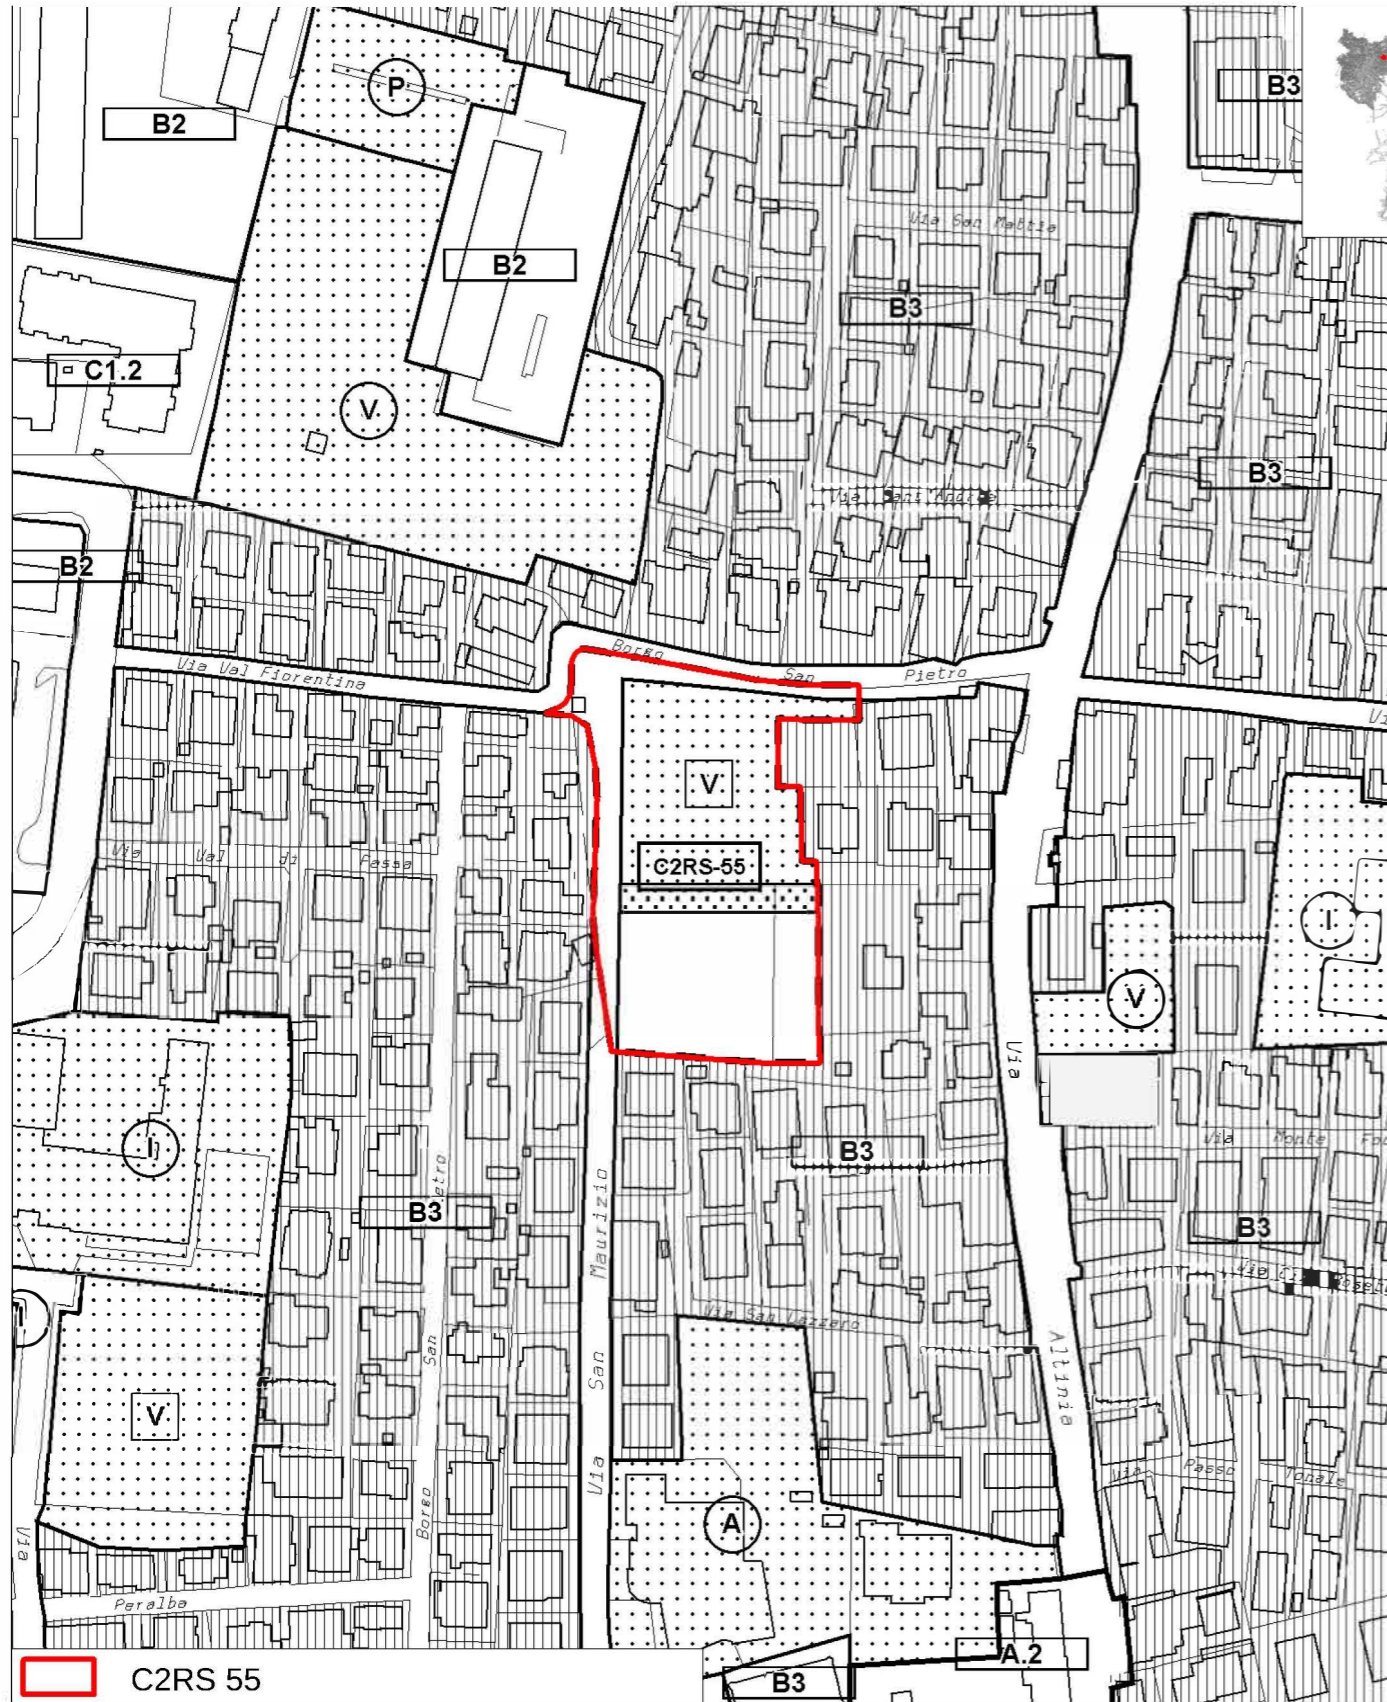 B3
P
B2
Via San Mattia
B2
B3
C1.2
V
B3
Via Sant'Andrea
B2
Borgo San Pietro
Via Val Fiorentina
V
Via Val di Fassa
C2RS-55
I
V
Via
I
B3
Via Monte
B3
B3
Via San Maurizio
Via San Lazzaro
Altinia
V
Via Passo Tonale
A
Borgo San Pietro
Via
Peralba
A.2
B3
C2RS 55